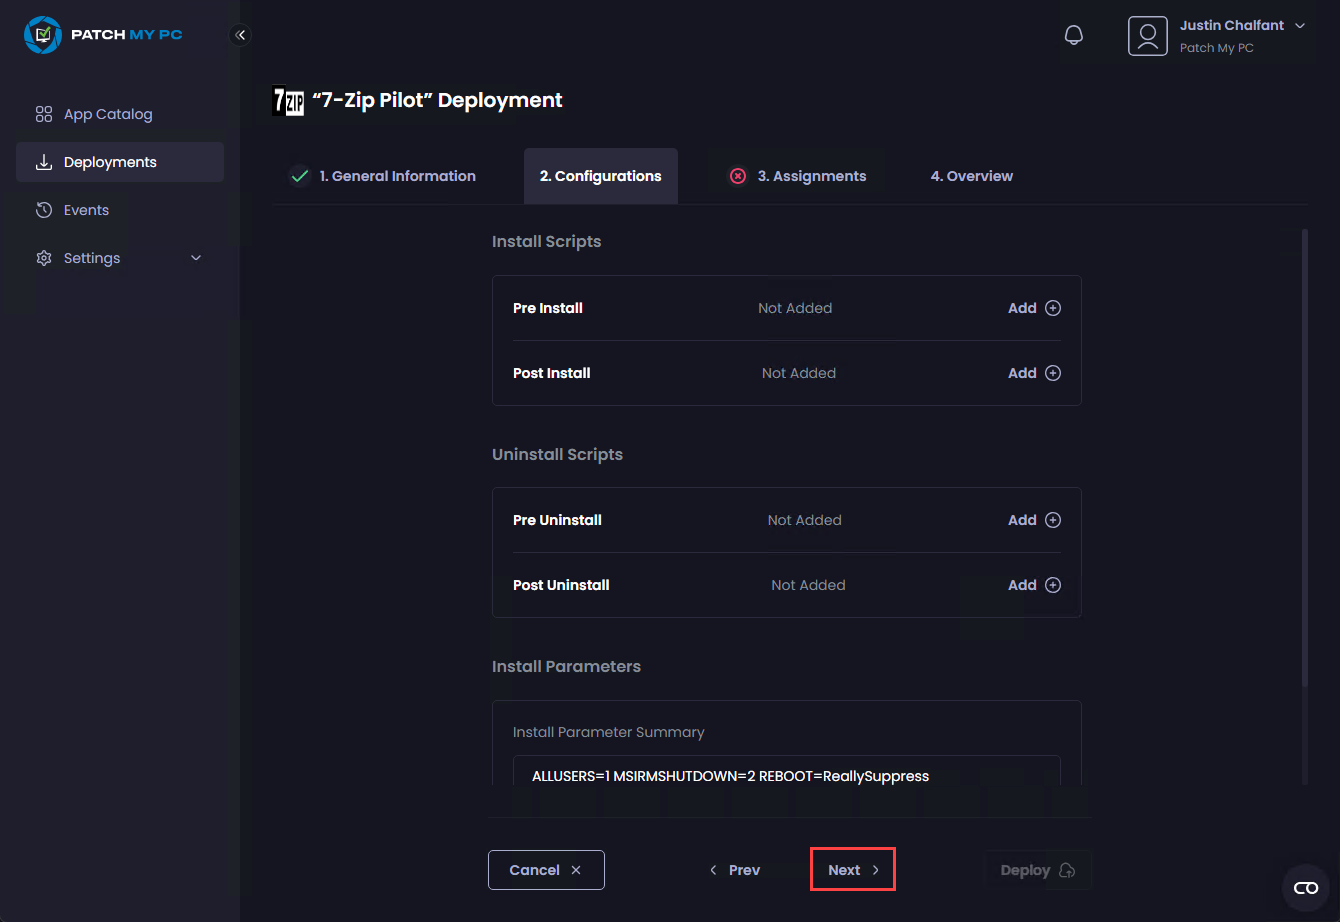 PATCH MY PC
Justin Chalfant
Patch My PC
App Catalog
Deployments
Events
Settings
7 ZIP
“7-Zip Pilot” Deployment
1. General Information
2. Configurations
3. Assignments
4. Overview
Install Scripts
Pre Install
Not Added
Add
Post Install
Not Added
Add
Uninstall Scripts
Pre Uninstall
Not Added
Add
Post Uninstall
Not Added
Add
Install Parameters
Install Parameter Summary
ALLUSERS=1 MSIRMSHUTDOWN=2 REBOOT=ReallySuppress
Cancel
Prev
Next
Deploy